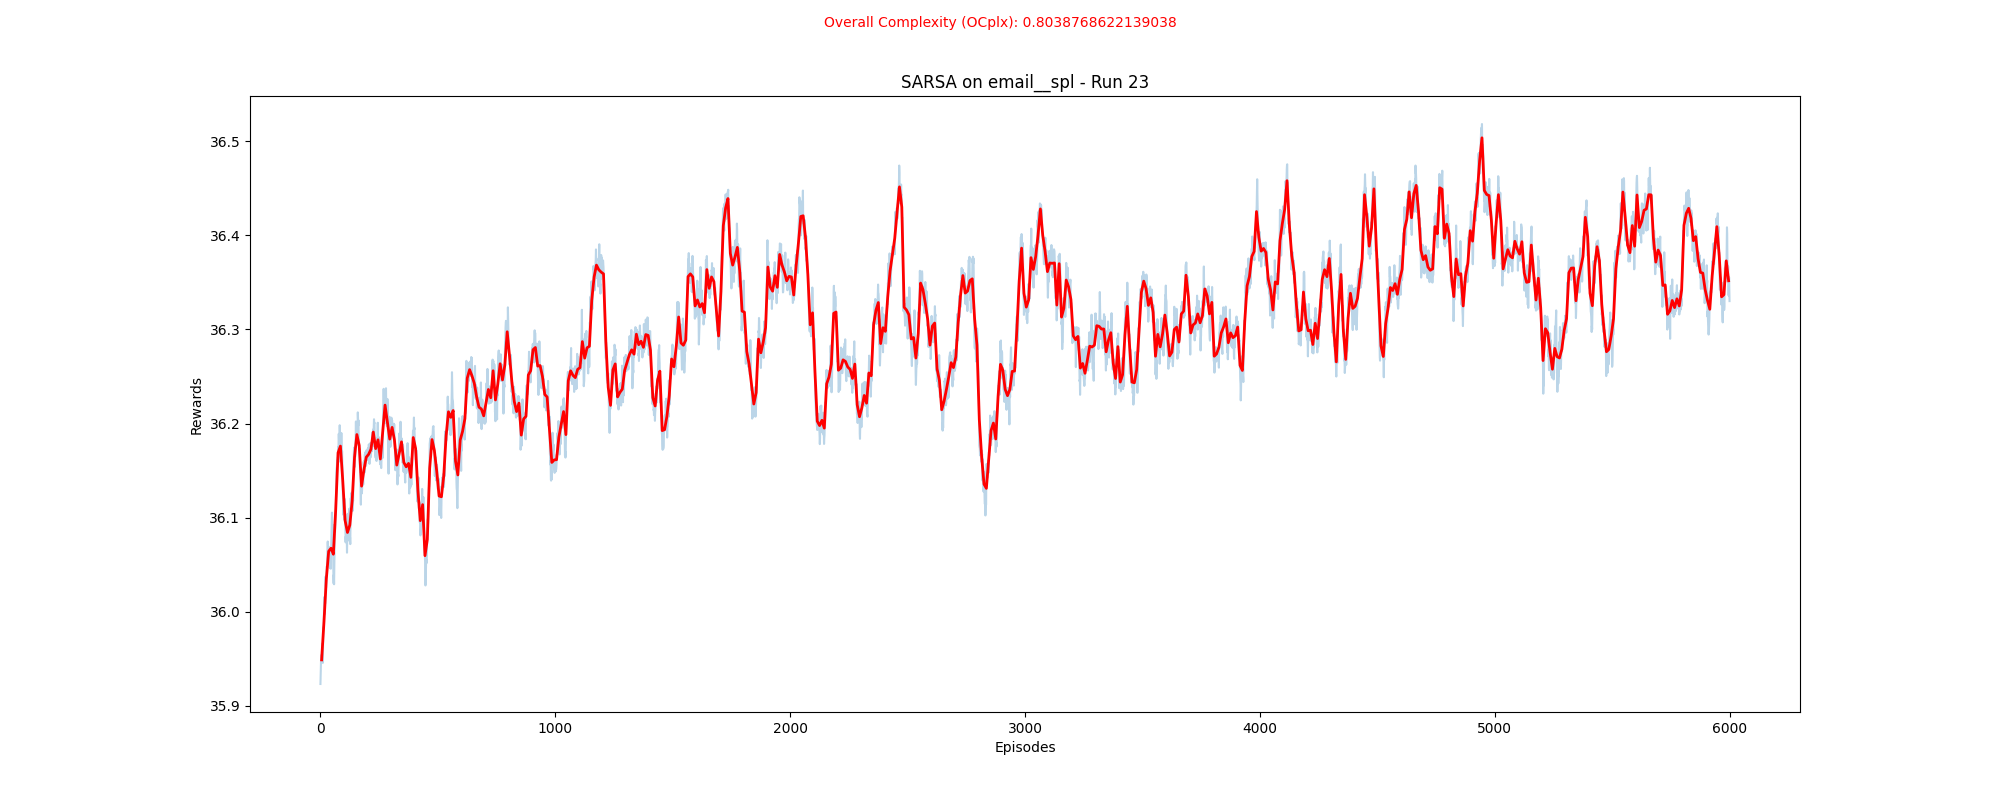 Overall Complexity (OCplx): 0.8038768622139038
SARSA on email__spl - Run 23
Rewards
36.5
36.4
36.3
36.2
36.1
36.0
35.9
0 1000 2000 3000 4000 5000 6000
Episodes